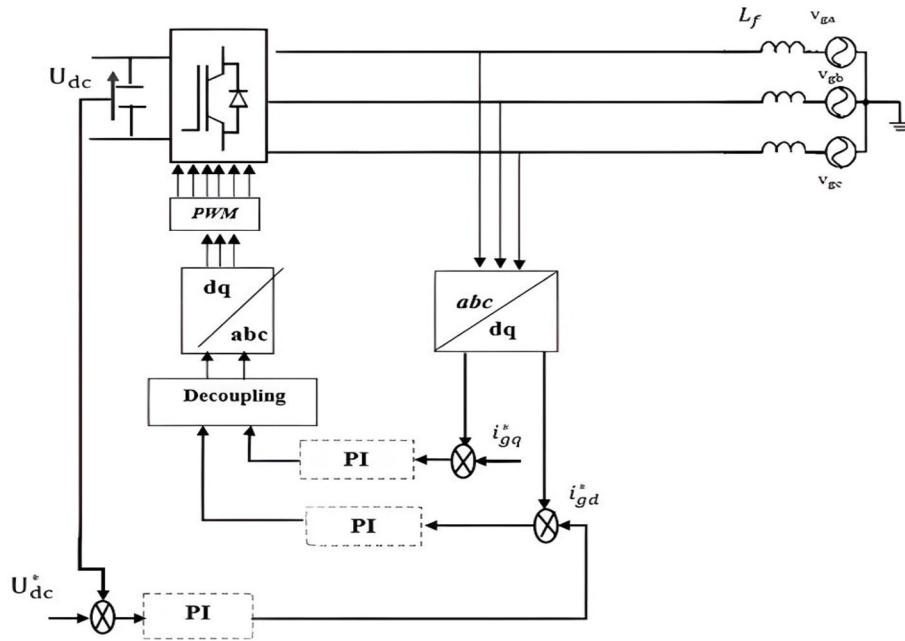 L_f
v_ga
U_dc
v_gb
v_gc
PWM
dq
abc
abc
dq
Decoupling
PI
i*_gq
PI
i*_gd
U*_dc
PI